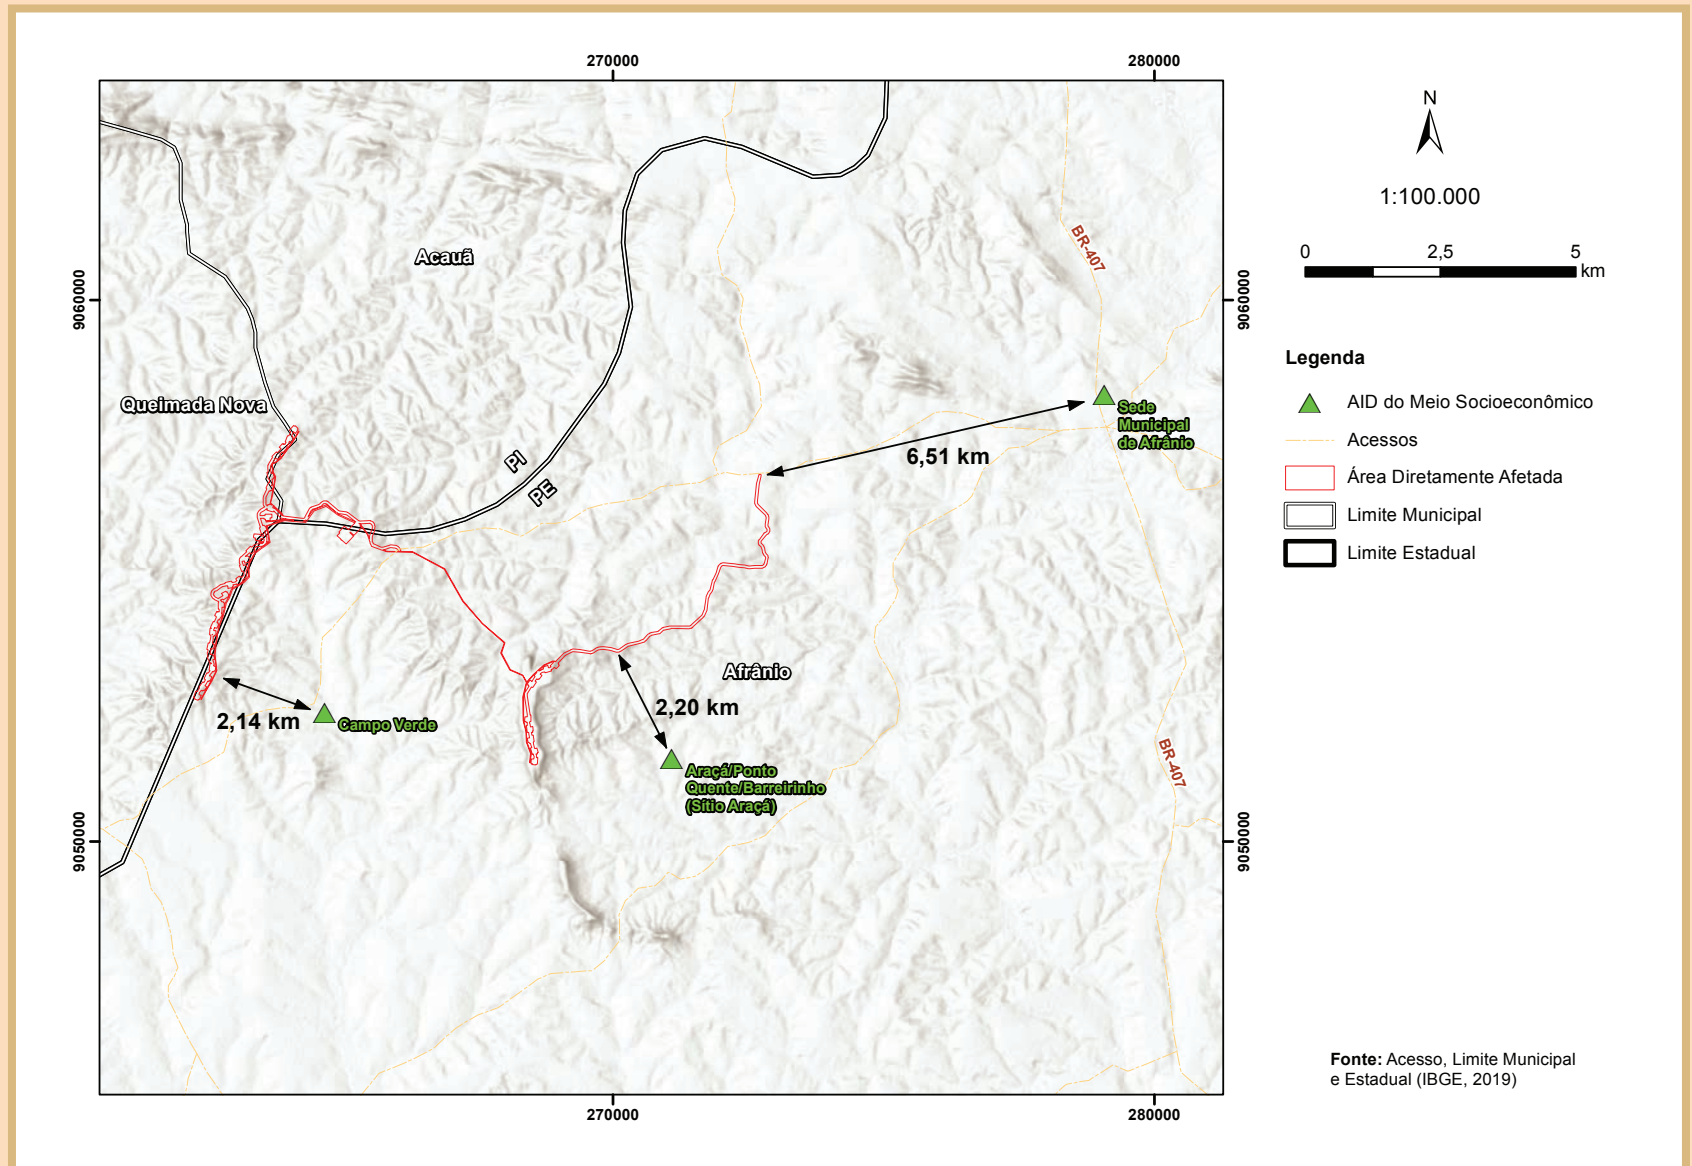 270000
280000
N
1:100.000
0
2,5
5
km
BR-407
Acauã
9060000
9060000
Queimada Nova
Legenda
AID do Meio Socioeconômico
Acessos
Área Diretamente Afetada
Limite Municipal
Limite Estadual
Sede
Municipal
de Afrânio
6,51 km
PI
PE
Afrânio
2,20 km
2,14 km
Campo Verde
BR-407
Araçá/Ponto
Quente/Barreirinho
(Sítio Araçá)
9050000
9050000
Fonte: Acesso, Limite Municipal
e Estadual (IBGE, 2019)
270000
280000